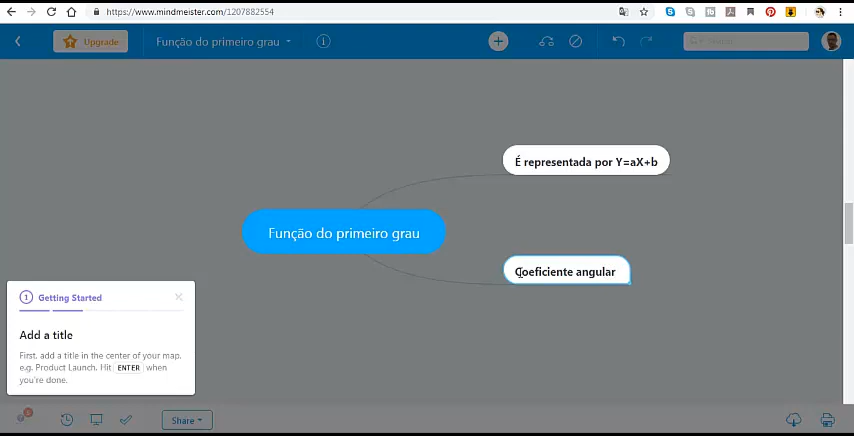 https://www.mindmeister.com/1207882554
Upgrade
Função do primeiro grau
É representada por Y=aX+b
Função do primeiro grau
Coeficiente angular
1 Getting Started
Add a title
First, add a title in the center of your map,
e.g. Product Launch. Hit ENTER when
you're done.
Share